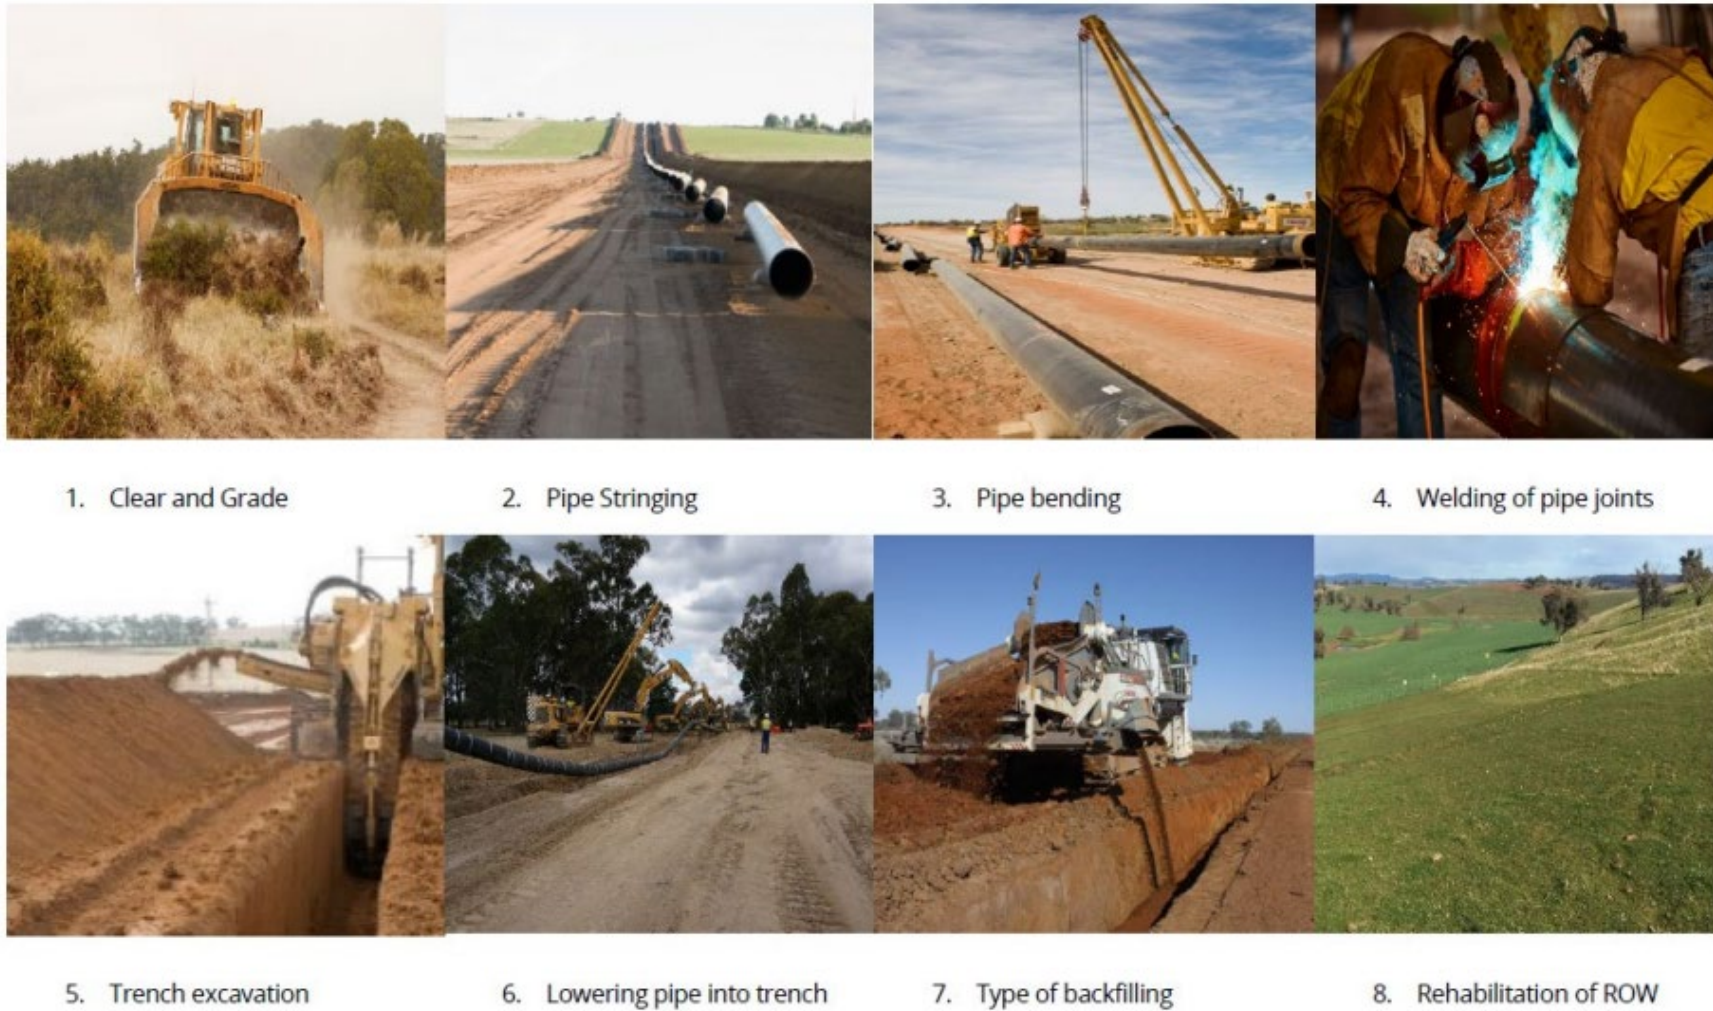 1. Clear and Grade
2. Pipe Stringing
3. Pipe bending
4. Welding of pipe joints
5. Trench excavation
6. Lowering pipe into trench
7. Type of backfilling
8. Rehabilitation of ROW